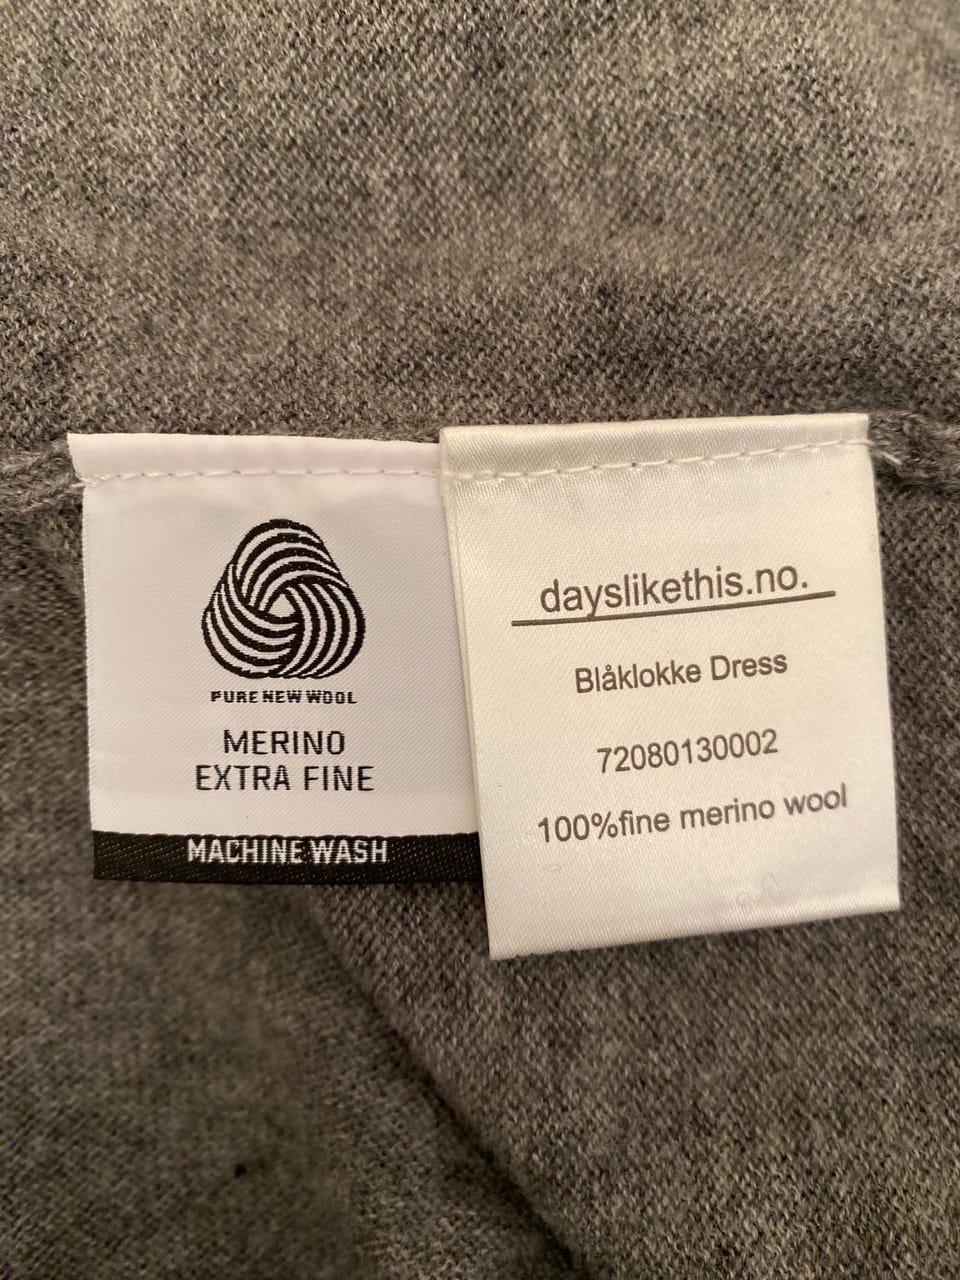 PURE NEW WOOL
MERINO
EXTRA FINE
MACHINE WASH
dayslikethis.no.
Blåklokke Dress
72080130002
100%fine merino wool